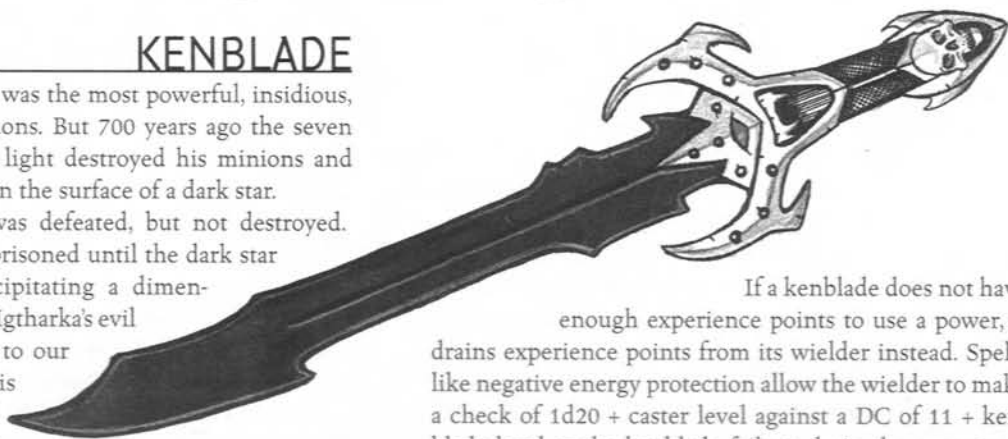 KENBLADE
was the most powerful, insidious,
ions. But 700 years ago the seven
light destroyed his minions and
n the surface of a dark star.
was defeated, but not destroyed.
risoned until the dark star
cipitating a dimen-
gtharka's evil
to our
is
If a kenblade does not hav
enough experience points to use a power,
drains experience points from its wielder instead. Spel
like negative energy protection allow the wielder to mak
a check of 1d20 + caster level against a DC of 11 +